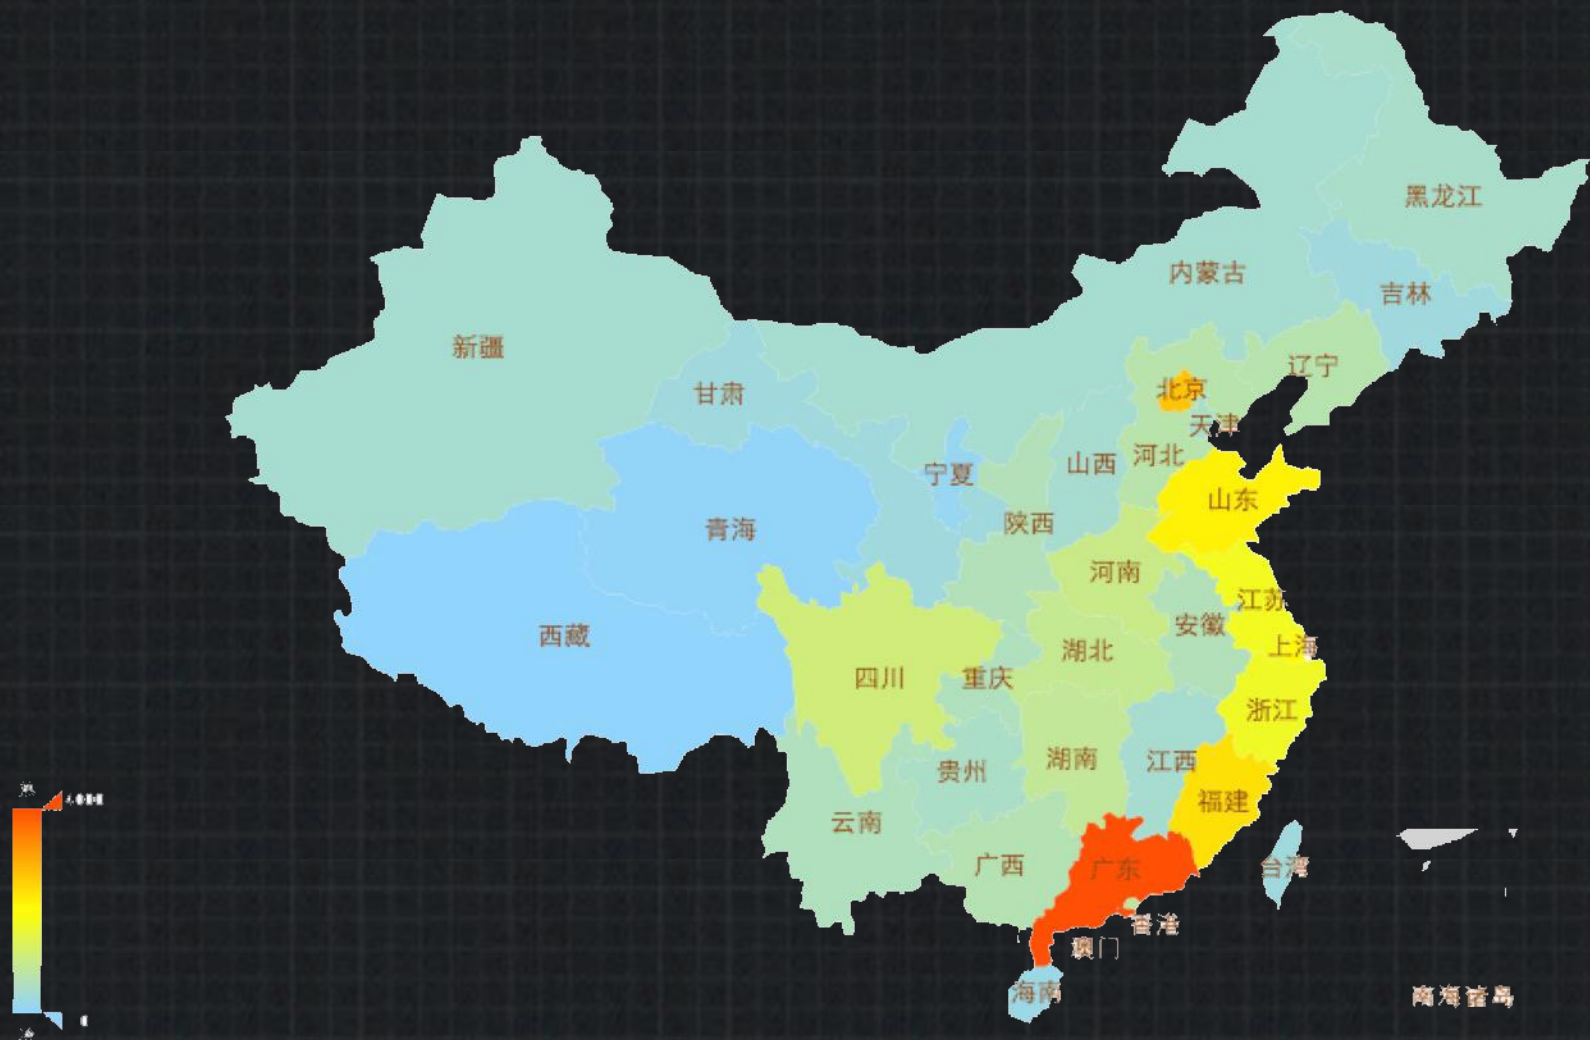 黑龙江
内蒙古
吉林
新疆
辽宁
甘肃
北京
天津
河北
山西
宁夏
山东
陕西
青海
河南
江苏
安徽
西藏
上海
湖北
四川
重庆
浙江
湖南
江西
贵州
福建
云南
广西
广东
台湾
香港
澳门
海南
南海诸岛